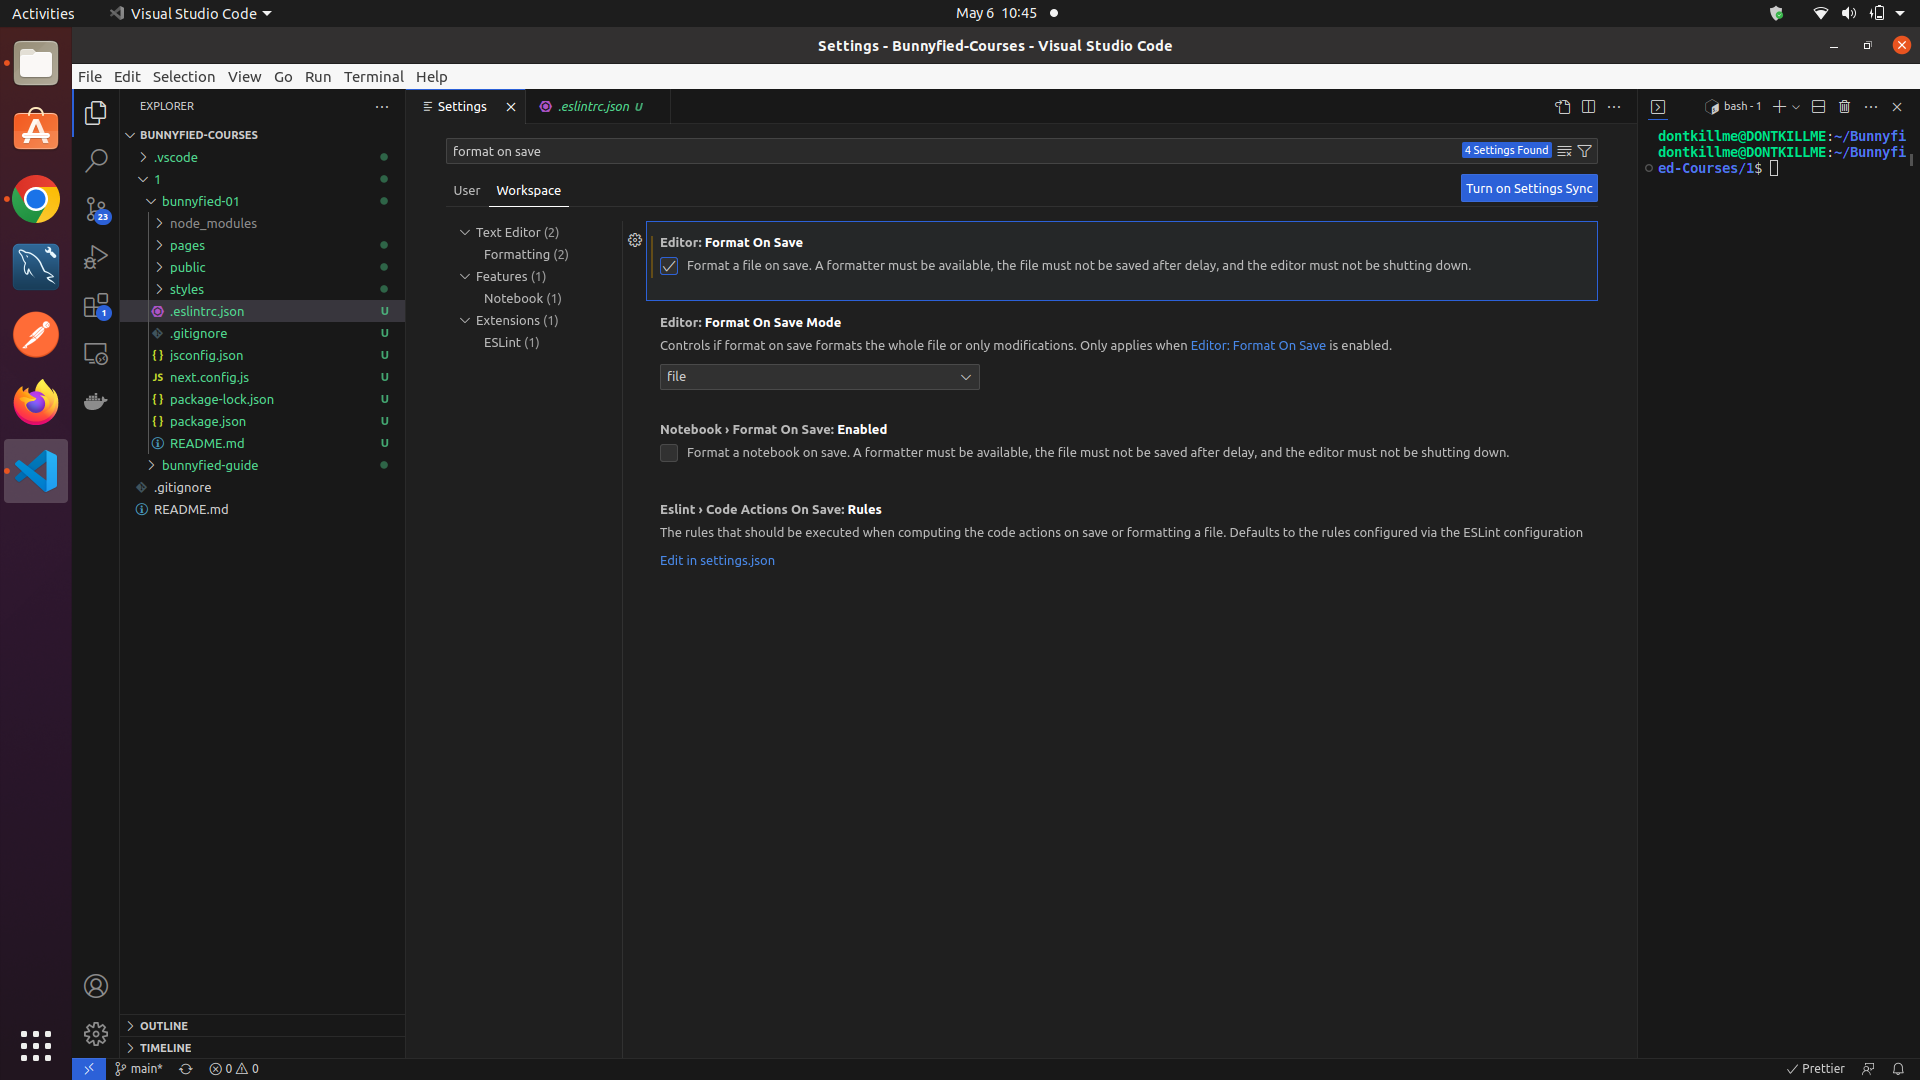 Activities
Visual Studio Code
May 6 10:45
Settings - Bunnyfied-Courses - Visual Studio Code
File Edit Selection View Go Run Terminal Help
EXPLORER
BUNNYFIED-COURSES
.vscode
1
bunnyfied-01
node_modules
pages
public
styles
.eslintrc.json U
.gitignore U
jsconfig.json U
next.config.js U
package-lock.json U
package.json U
README.md U
bunnyfied-guide
.gitignore
README.md
OUTLINE
TIMELINE
23
1
JS
Settings
.eslintrc.json U
format on save
4 Settings Found
User Workspace
Turn on Settings Sync
Text Editor (2)
Formatting (2)
Features (1)
Notebook (1)
Extensions (1)
ESLint (1)
Editor: Format On Save
Format a file on save. A formatter must be available, the file must not be saved after delay, and the editor must not be shutting down.
Editor: Format On Save Mode
Controls if format on save formats the whole file or only modifications. Only applies when Editor: Format On Save is enabled.
file
Notebook › Format On Save: Enabled
Format a notebook on save. A formatter must be available, the file must not be saved after delay, and the editor must not be shutting down.
Eslint › Code Actions On Save: Rules
The rules that should be executed when computing the code actions on save or formatting a file. Defaults to the rules configured via the ESLint configuration
Edit in settings.json
bash - 1
dontkillme@DONTKILLME:~/Bunnyfi
dontkillme@DONTKILLME:~/Bunnyfi
ed-Courses/1$
main*
0 0
Prettier